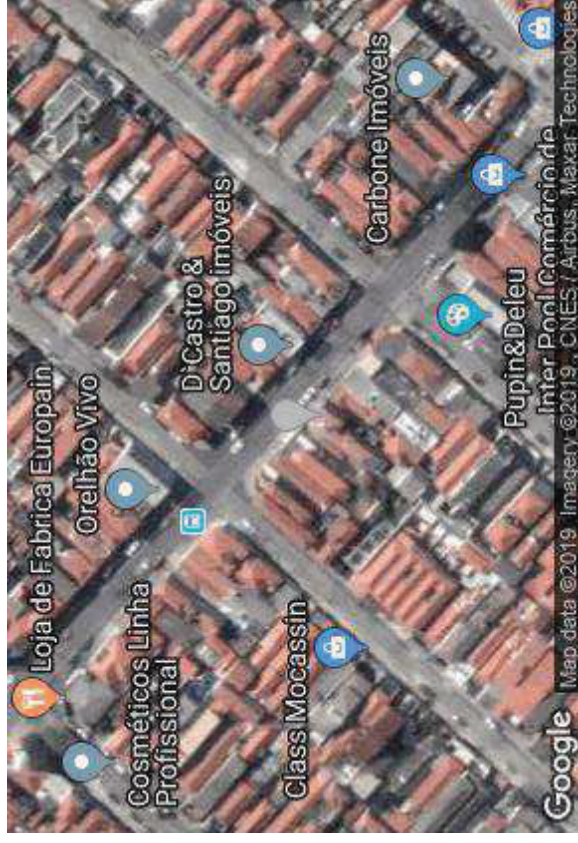 Loja de Fabrica Europain
Orelhão Vivo
Cosméticos Linha
Profissional
D'Castro &
Santiago Imóveis
Carbone Imóveis
Class Mocassin
Pupin&Deleu
Inter Pool Comércio de
Google
Map data ©2019 Imagery ©2019, CNES / Airbus, Maxar Technologies